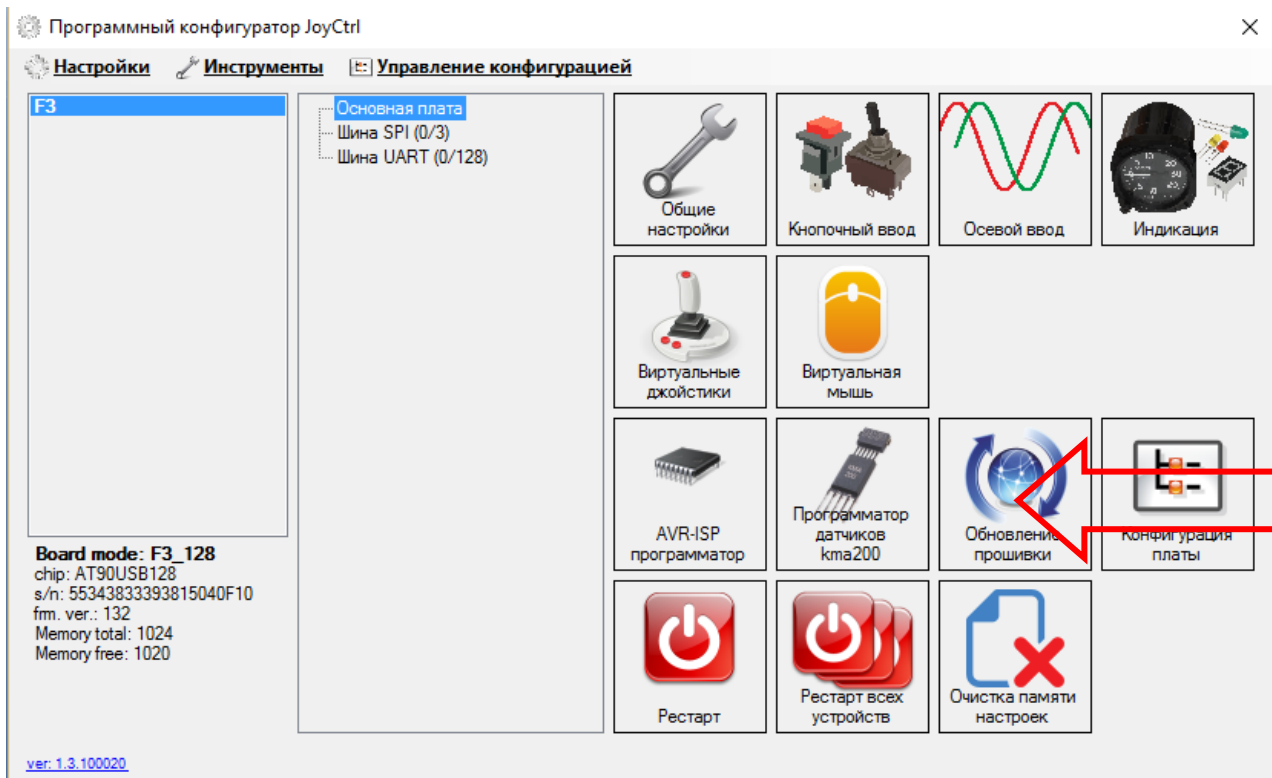 Программный конфигуратор JoyCtrl
Настройки Инструменты Управление конфигурацией
F3
Основная плата
Шина SPI (0/3)
Шина UART (0/128)
Общие
настройки
Кнопочный ввод
Осевой ввод
Индикация
Виртуальные
джойстики
Виртуальная
мышь
AVR-ISP
программатор
Программатор
датчиков
kma200
Обновление
прошивки
Конфигурация
платы
Рестарт
Рестарт всех
устройств
Очистка памяти
настроек
Board mode: F3_128
chip: AT90USB128
s/n: 55343833393815040F10
frm. ver.: 132
Memory total: 1024
Memory free: 1020
ver: 1.3.100020